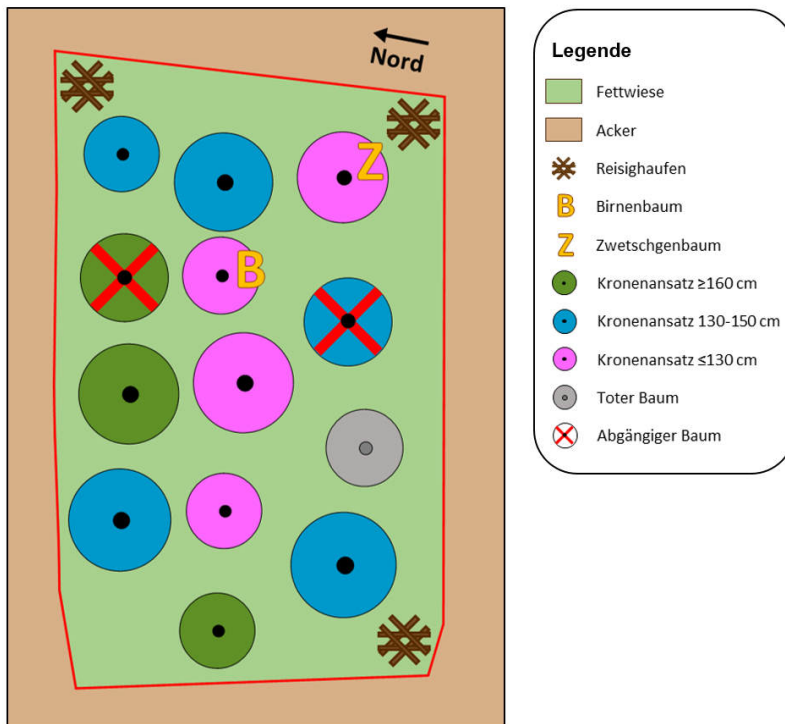 Nord
Z
B
Legende
Fettwiese
Acker
Reisighaufen
B Birnenbaum
Z Zwetschgenbaum
Kronenansatz ≥160 cm
Kronenansatz 130-150 cm
Kronenansatz ≤130 cm
Toter Baum
Abgängiger Baum